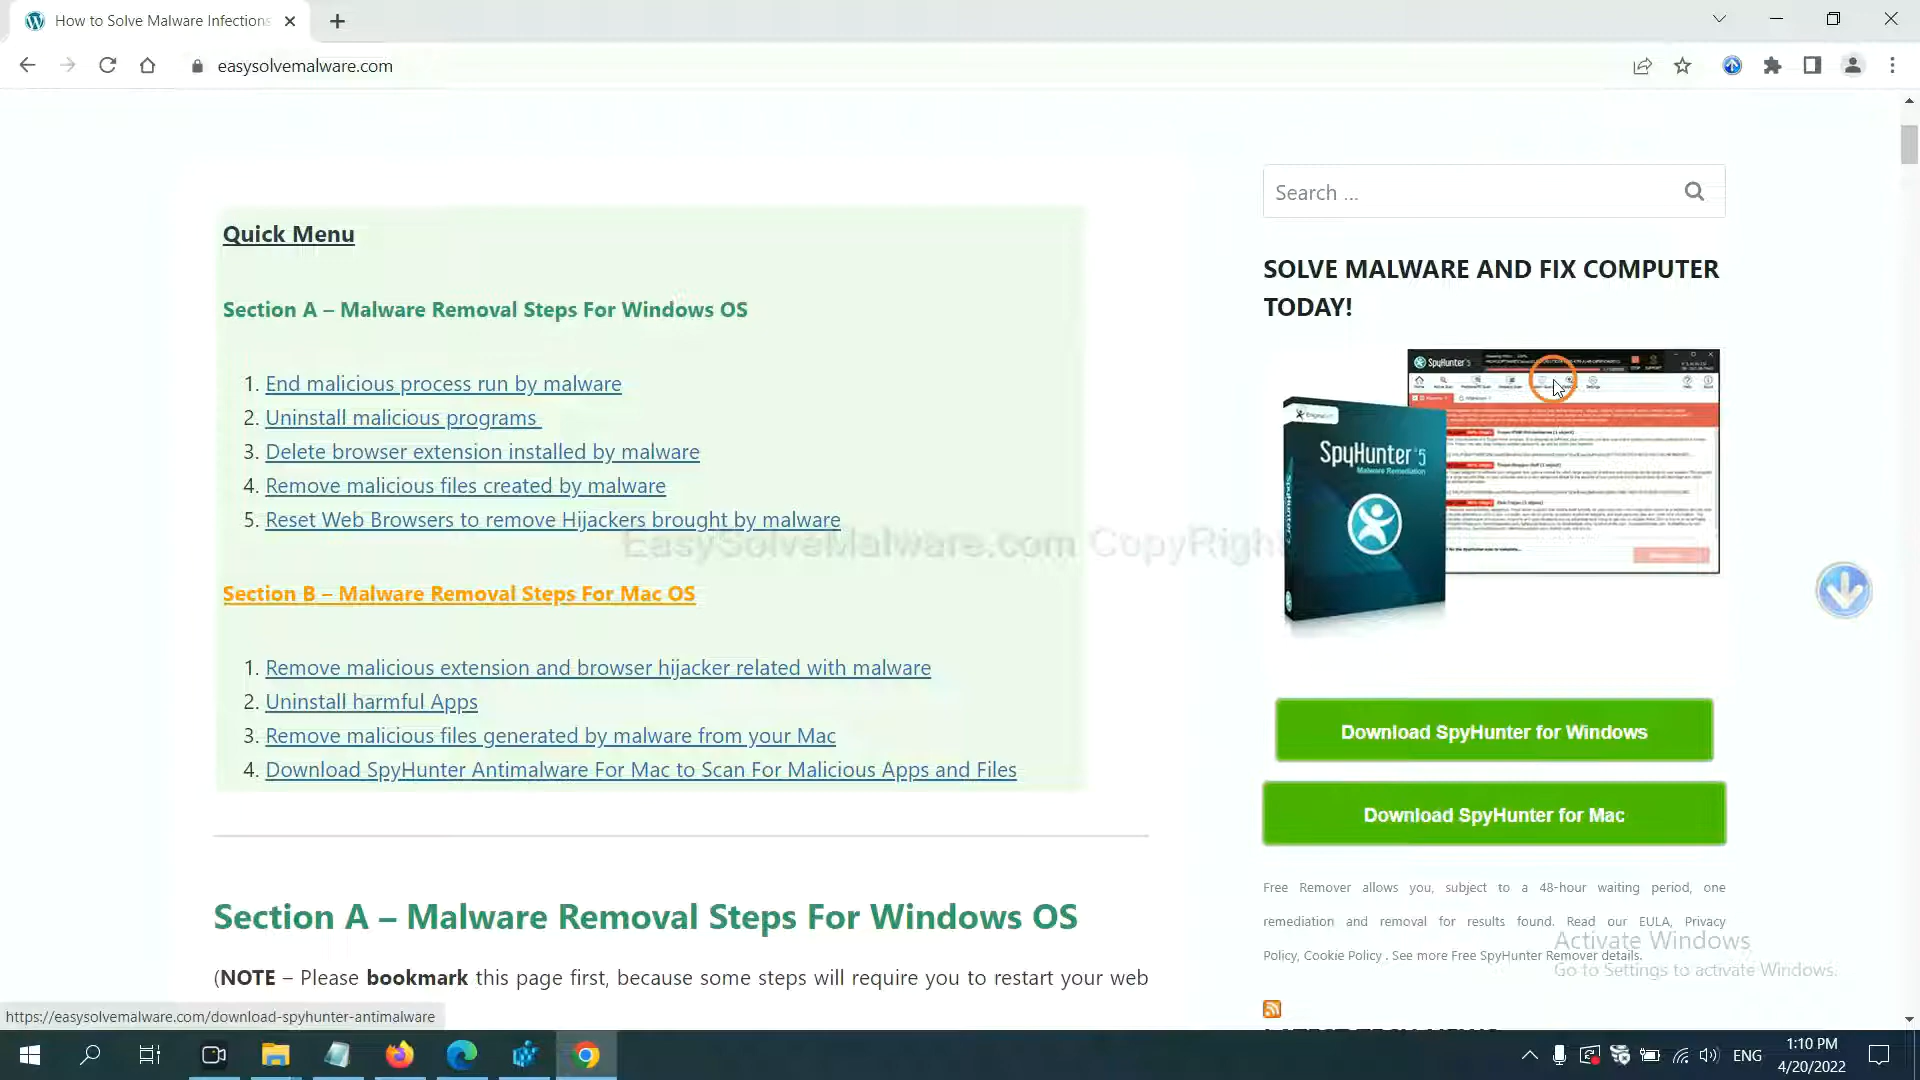 How to Solve Malware Infections
easysolvemalware.com
Search ...
Quick Menu
Section A – Malware Removal Steps For Windows OS
1. End malicious process run by malware
2. Uninstall malicious programs
3. Delete browser extension installed by malware
4. Remove malicious files created by malware
5. Reset Web Browsers to remove Hijackers brought by malware
EasySolveMalware.com CopyRigh
Section B – Malware Removal Steps For Mac OS
1. Remove malicious extension and browser hijacker related with malware
2. Uninstall harmful Apps
3. Remove malicious files generated by malware from your Mac
4. Download SpyHunter Antimalware For Mac to Scan For Malicious Apps and Files
Section A – Malware Removal Steps For Windows OS
(NOTE – Please bookmark this page first, because some steps will require you to restart your web
SOLVE MALWARE AND FIX COMPUTER
TODAY!
SpyHunter 5
SpyHunter 5
Malware Remediation
Download SpyHunter for Windows
Download SpyHunter for Mac
Free Remover allows you, subject to a 48-hour waiting period, one
remediation and removal for results found. Read our EULA, Privacy
Policy, Cookie Policy . See more Free SpyHunter Remover details.
Activate Windows
Go to Settings to activate Windows.
LATEST TECH NEWS
https://easysolvemalware.com/download-spyhunter-antimalware
ENG
1:10 PM
4/20/2022